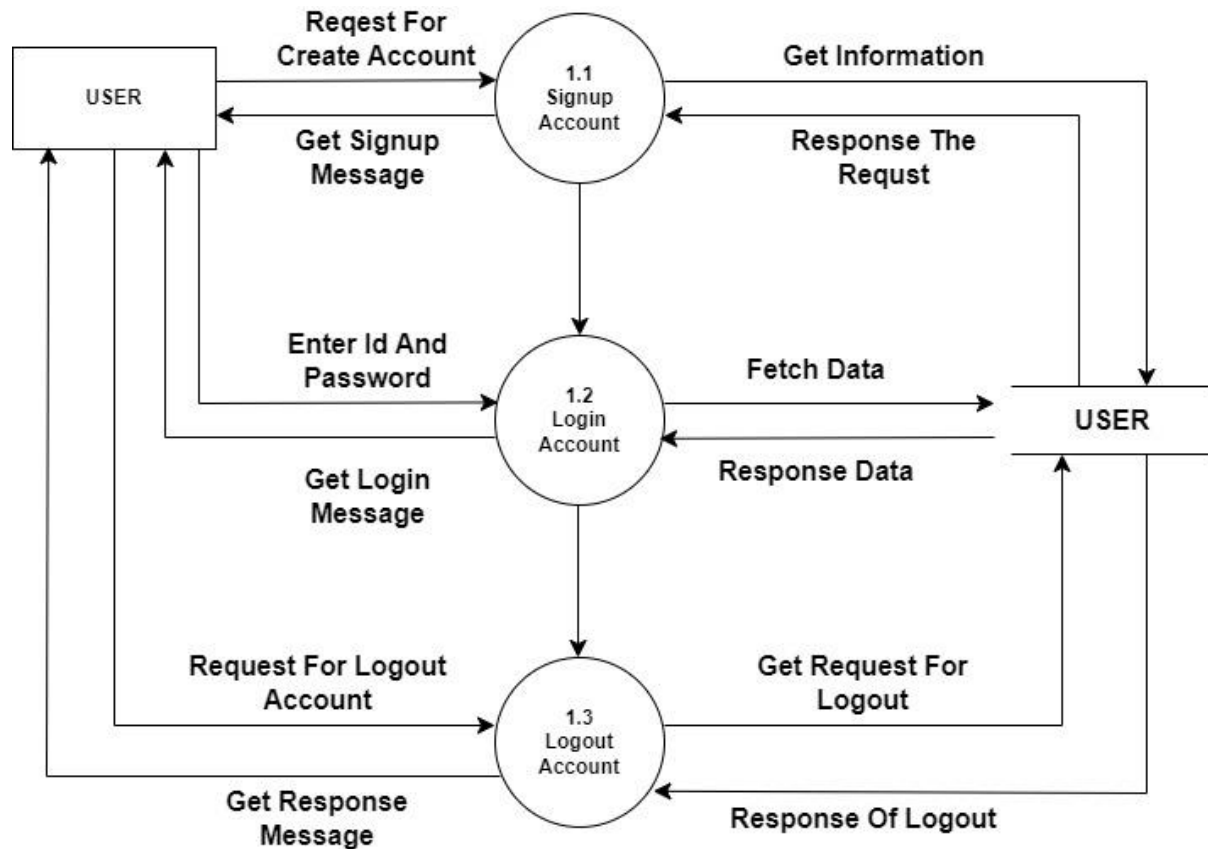 Reqest For
Create Account
USER
1.1
Signup
Account
Get Information
Get Signup
Message
Response The
Requst
Enter Id And
Password
1.2
Login
Account
Fetch Data
USER
Get Login
Message
Response Data
Request For Logout
Account
1.3
Logout
Account
Get Request For
Logout
Get Response
Message
Response Of Logout